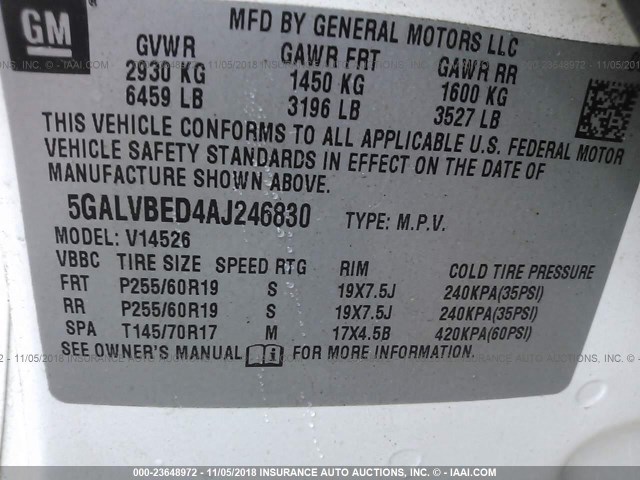 GM
®
MFD BY GENERAL MOTORS LLC
GVWR GAWR FRT GAWR RR
2930 KG 1450 KG 1600 KG
6459 LB 3196 LB 3527 LB
THIS VEHICLE CONFORMS TO ALL APPLICABLE U.S. FEDERAL MOTOR
VEHICLE SAFETY STANDARDS IN EFFECT ON THE DATE OF
MANUFACTURE SHOWN ABOVE.
5GALVBED4AJ246830 TYPE: M.P.V.
MODEL: V14526
VBBC TIRE SIZE SPEED RTG RIM COLD TIRE PRESSURE
FRT P255/60R19 S 19X7.5J 240KPA(35PSI)
RR P255/60R19 S 19X7.5J 240KPA(35PSI)
SPA T145/70R17 M 17X4.5B 420KPA(60PSI)
SEE OWNER'S MANUAL i FOR MORE INFORMATION.
000-23648972 - 11/05/2018 INSURANCE AUTO AUCTIONS, INC. - IAAI.COM